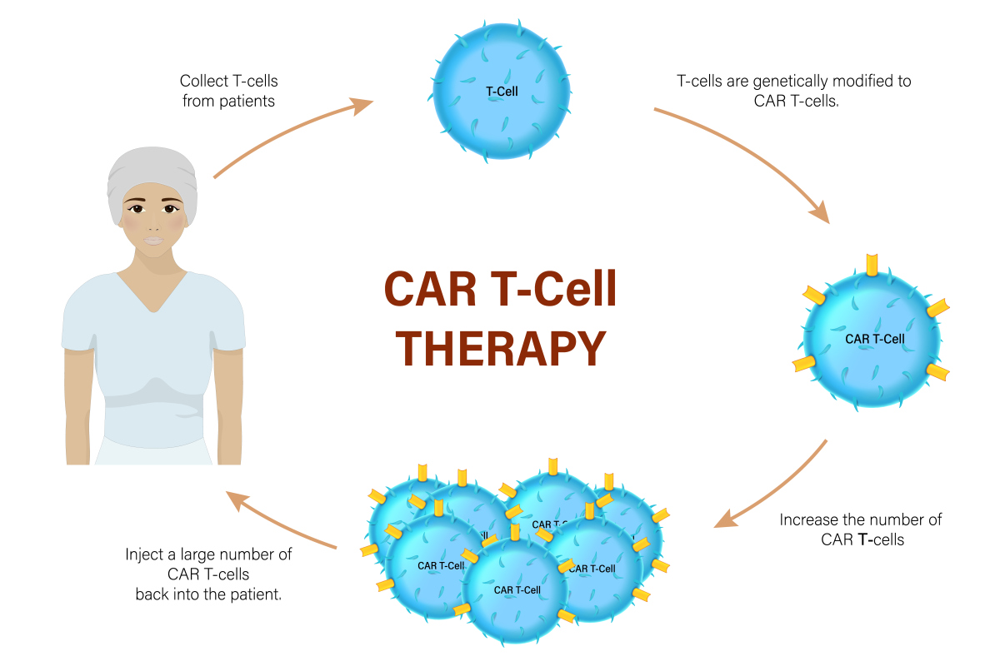 Collect T-cells
from patients
T-Cell
T-cells are genetically modified to
CAR T-cells.
CAR T-Cell
CAR T-Cell
THERAPY
Increase the number of
CAR T-cells
CAR T-
CAR T-Cell
CAR T-Cell
CAR T-Cell
Inject a large number of
CAR T-cells
back into the patient.